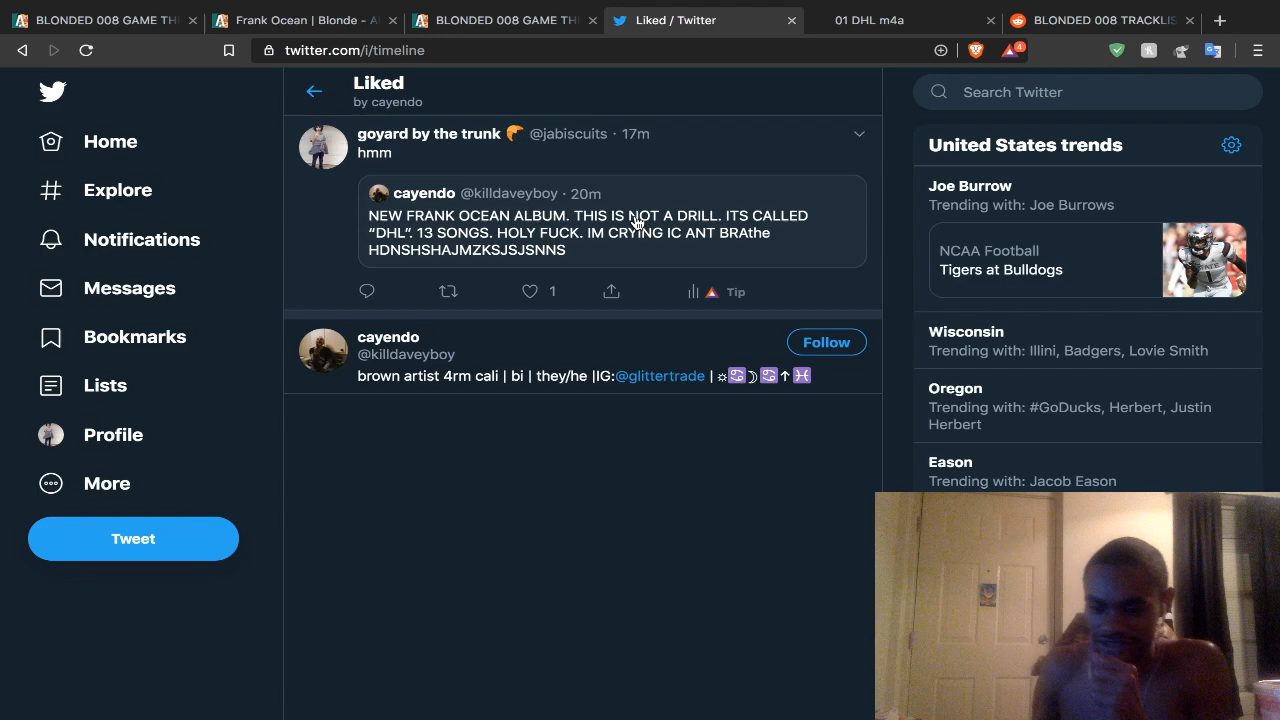 BLONDED 008 GAME TH
Frank Ocean | Blonde - A
BLONDED 008 GAME TH
Liked / Twitter
01 DHL m4a
BLONDED 008 TRACKLIS
twitter.com/i/timeline
4
Home
Explore
Notifications
Messages
Bookmarks
Lists
Profile
More
Tweet
Liked
by cayendo
goyard by the trunk 🥐 @jabiscuits · 17m
hmm
cayendo @killdaveyboy · 20m
NEW FRANK OCEAN ALBUM. THIS IS NOT A DRILL. ITS CALLED
“DHL”. 13 SONGS. HOLY FUCK. IM CRYING IC ANT BRAthe
HDNSHSHAJMZKSJSJSNNS
1
Tip
cayendo
Follow
@killdaveyboy
brown artist 4rm cali | bi | they/he |IG:@glittertrade | ☼♋☽♋↑♓
Search Twitter
United States trends
Joe Burrow
Trending with: Joe Burrows
NCAA Football
Tigers at Bulldogs
Wisconsin
Trending with: Illini, Badgers, Lovie Smith
Oregon
Trending with: #GoDucks, Herbert, Justin
Herbert
Eason
Trending with: Jacob Eason